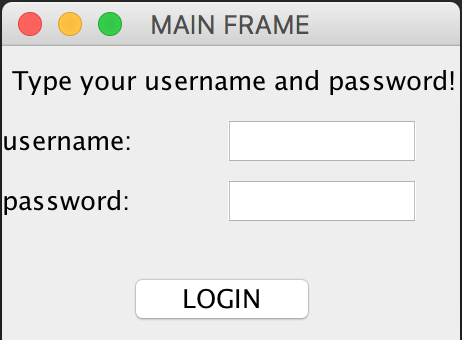 MAIN FRAME
Type your username and password!
username:
password:
LOGIN